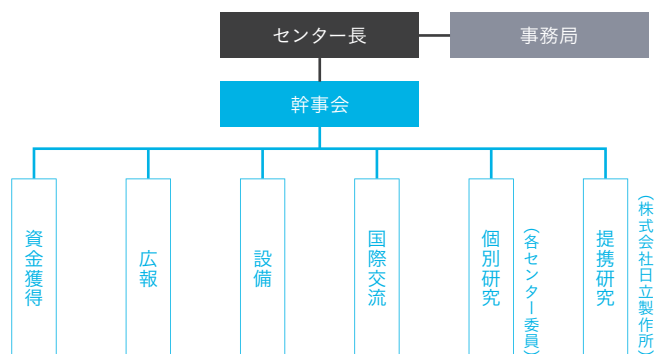 センター長
事務局
幹事会
資金獲得
広報
設備
国際交流
個別研究
（各センター委員）
提携研究
（株式会社日立製作所）